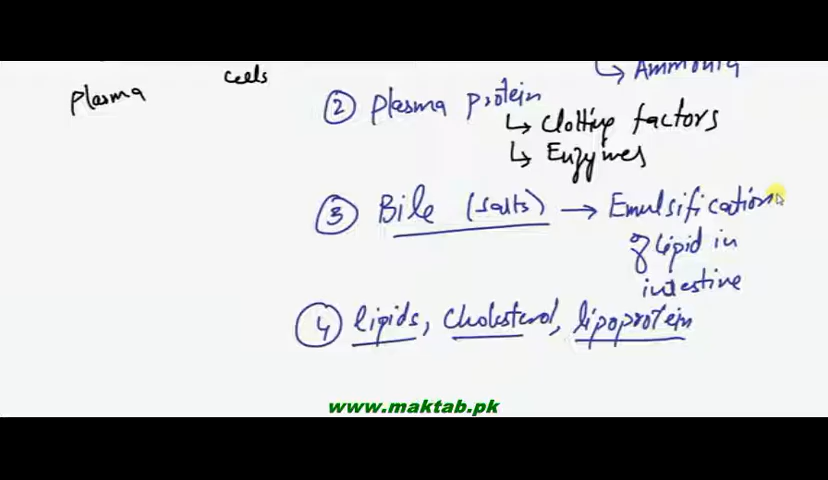 ↳ Ammonia
cells
Plasma
② Plasma protein
↳ Clotting factors
↳ Enzymes
③ Bile (salts) → Emulsification
of lipid in
intestine
④ lipids, Cholesterol, lipoprotein
www.maktab.pk